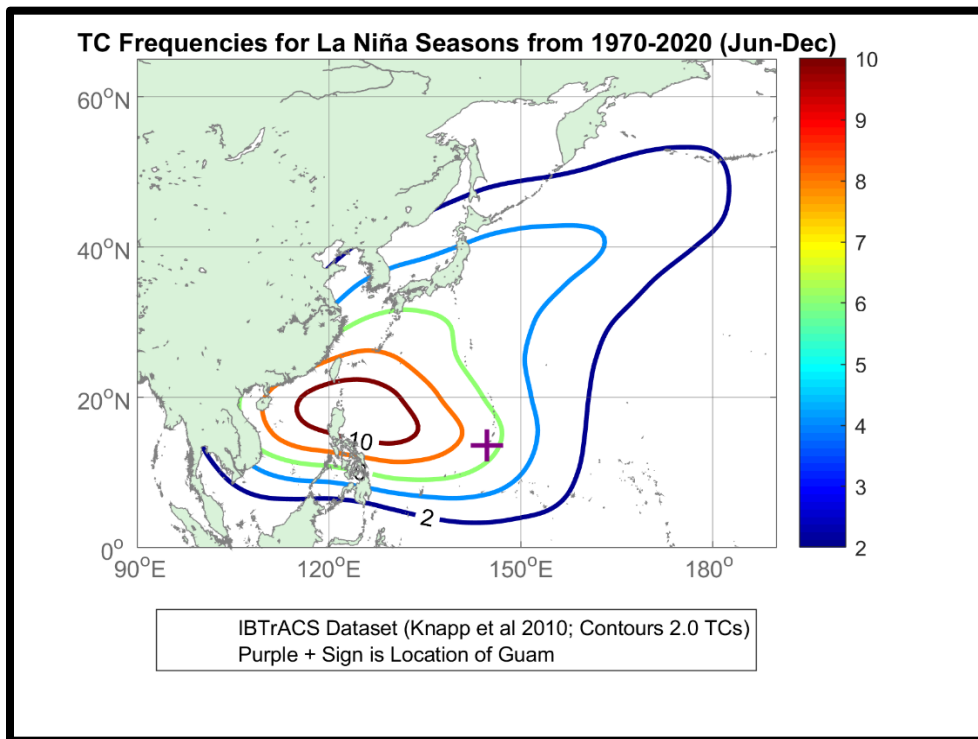 TC Frequencies for La Niña Seasons from 1970-2020 (Jun-Dec)
60°N
40°N
20°N
0°
90°E
120°E
150°E
180°
10
2
10
9
8
7
6
5
4
3
2
IBTrACS Dataset (Knapp et al 2010; Contours 2.0 TCs)
Purple + Sign is Location of Guam